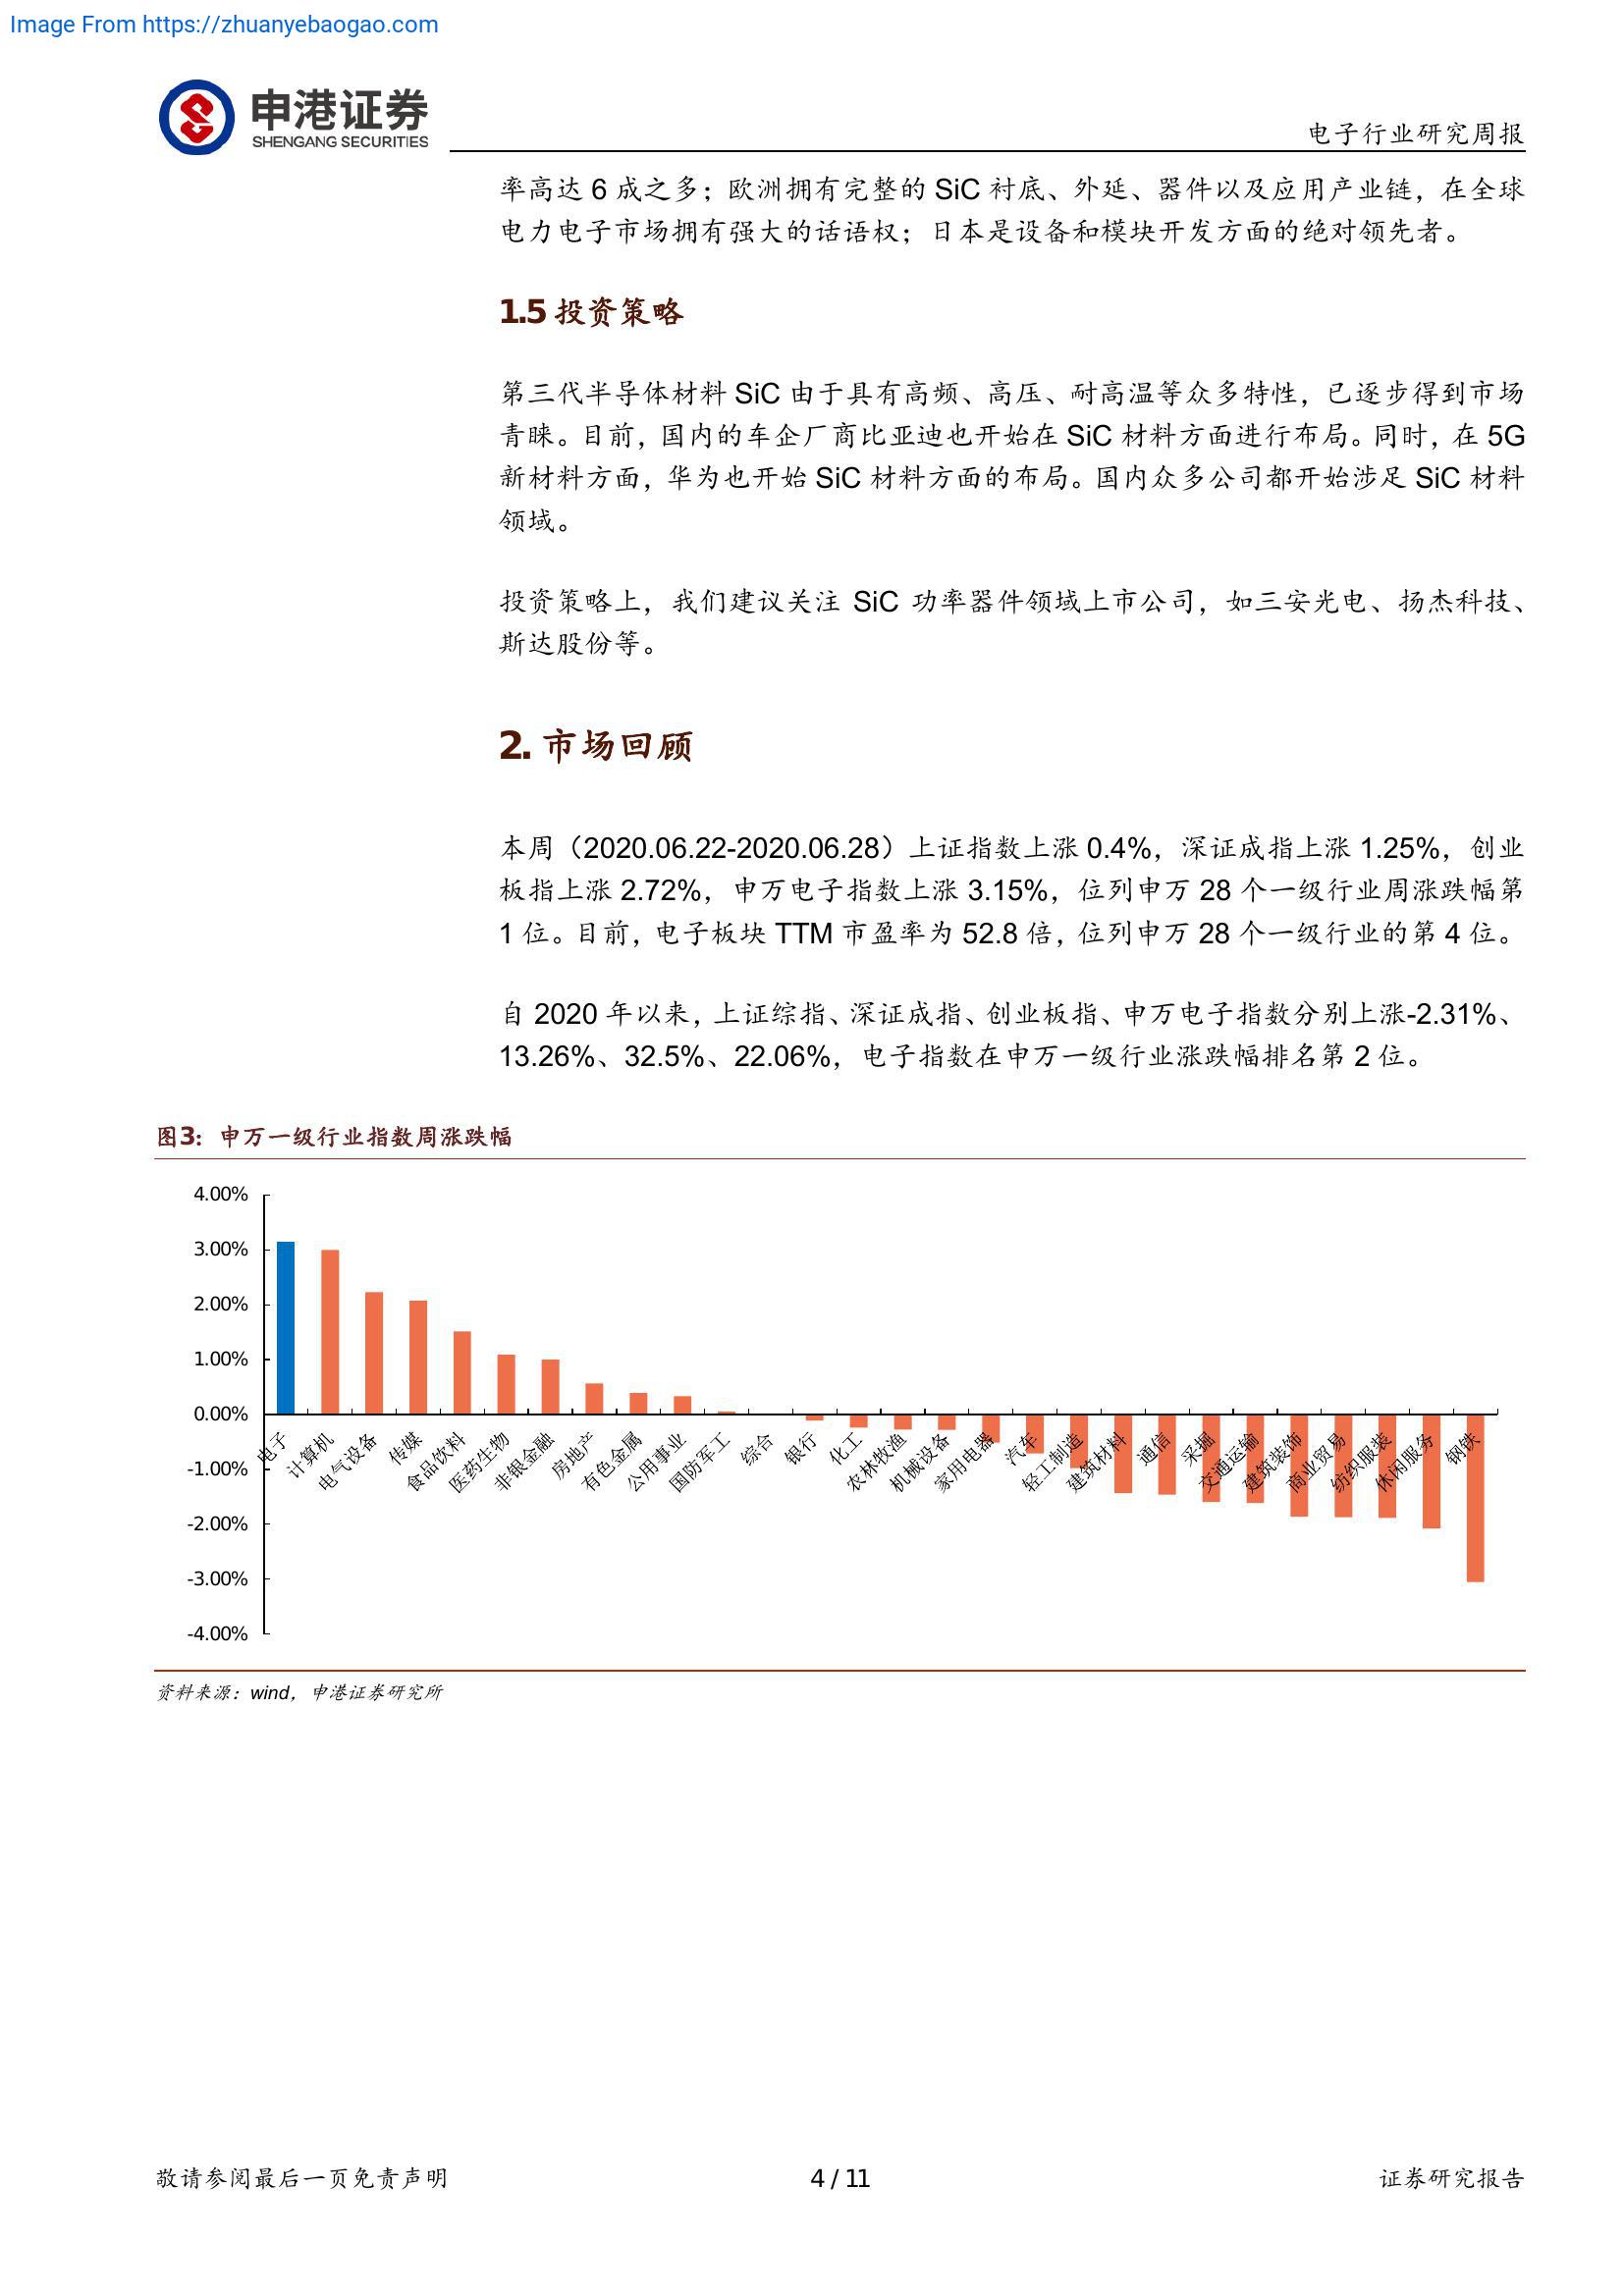 Image From https://zhuanyebaogao.com
申港证券
SHENGANG SECURITIES
电子行业研究周报
率高达 6 成之多；欧洲拥有完整的 SiC 衬底、外延、器件以及应用产业链，在全球
电力电子市场拥有强大的话语权；日本是设备和模块开发方面的绝对领先者。
1.5 投资策略
第三代半导体材料 SiC 由于具有高频、高压、耐高温等众多特性，已逐步得到市场
青睐。目前，国内的车企厂商比亚迪也开始在 SiC 材料方面进行布局。同时，在 5G
新材料方面，华为也开始 SiC 材料方面的布局。国内众多公司都开始涉足 SiC 材料
领域。
投资策略上，我们建议关注 SiC 功率器件领域上市公司，如三安光电、扬杰科技、
斯达股份等。
2. 市场回顾
本周（2020.06.22-2020.06.28）上证指数上涨 0.4%，深证成指上涨 1.25%，创业
板指上涨 2.72%，申万电子指数上涨 3.15%，位列申万 28 个一级行业周涨跌幅第
1 位。目前，电子板块 TTM 市盈率为 52.8 倍，位列申万 28 个一级行业的第 4 位。
自 2020 年以来，上证综指、深证成指、创业板指、申万电子指数分别上涨-2.31%、
13.26%、32.5%、22.06%，电子指数在申万一级行业涨跌幅排名第 2 位。
图3：申万一级行业指数周涨跌幅
4.00%
3.00%
2.00%
1.00%
0.00%
-1.00%
-2.00%
-3.00%
-4.00%
电子
计算机
电气设备
传媒
食品饮料
医药生物
非银金融
房地产
有色金属
公用事业
国防军工
综合
银行
化工
农林牧渔
机械设备
家用电器
汽车
轻工制造
建筑材料
通信
采掘
交通运输
建筑装饰
商业贸易
纺织服装
休闲服务
钢铁
资料来源：wind，申港证券研究所
敬请参阅最后一页免责声明
4 / 11
证券研究报告